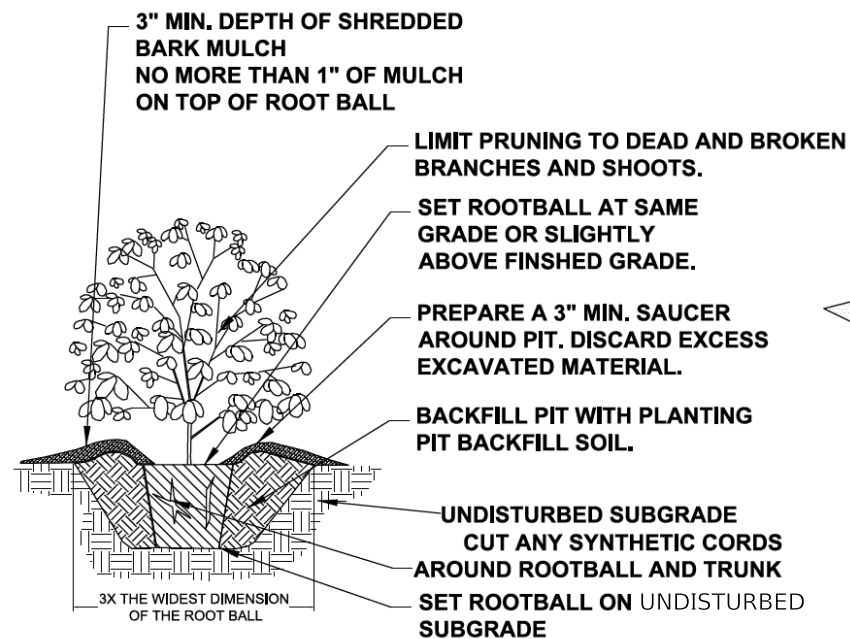 3" MIN. DEPTH OF SHREDDED
BARK MULCH
NO MORE THAN 1" OF MULCH
ON TOP OF ROOT BALL
LIMIT PRUNING TO DEAD AND BROKEN
BRANCHES AND SHOOTS.
SET ROOTBALL AT SAME
GRADE OR SLIGHTLY
ABOVE FINSHED GRADE.
PREPARE A 3" MIN. SAUCER
AROUND PIT. DISCARD EXCESS
EXCAVATED MATERIAL.
BACKFILL PIT WITH PLANTING
PIT BACKFILL SOIL.
UNDISTURBED SUBGRADE
CUT ANY SYNTHETIC CORDS
AROUND ROOTBALL AND TRUNK
SET ROOTBALL ON UNDISTURBED
SUBGRADE
3X THE WIDEST DIMENSION
OF THE ROOT BALL